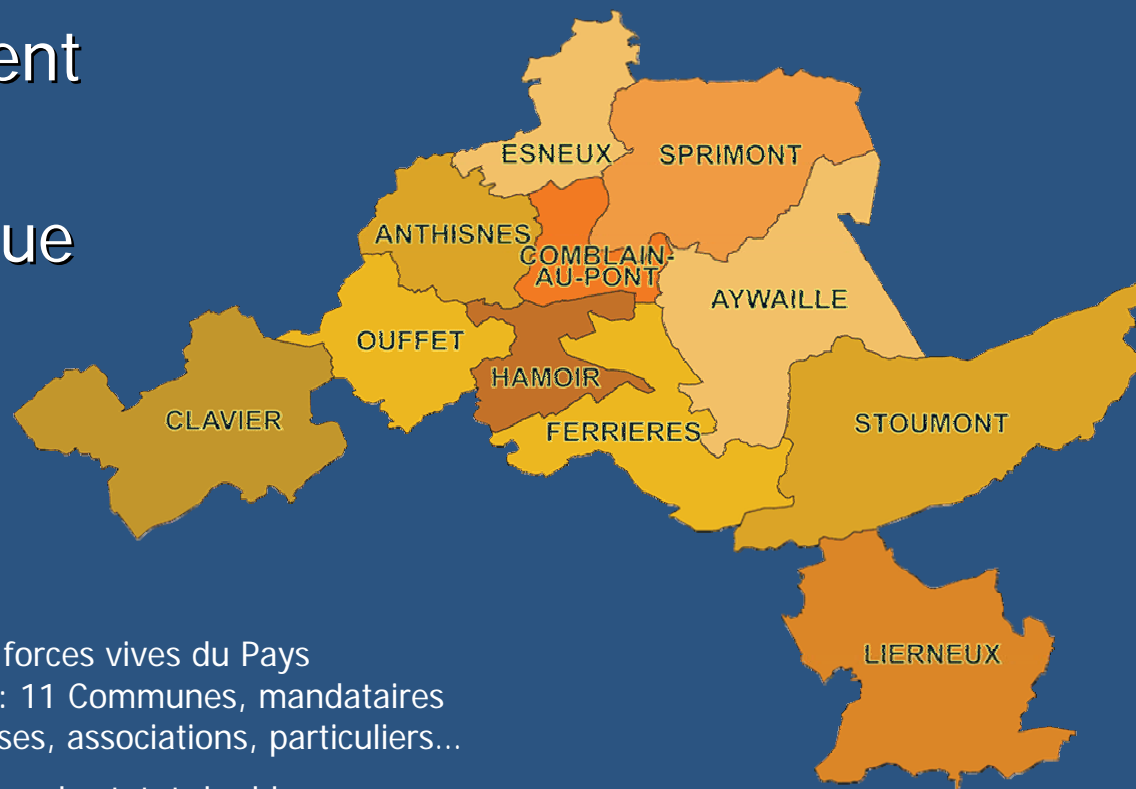 ent
ue
ESNEUX
SPRIMONT
ANTHISNES
COMBLAIN-
AU-PONT
AYWAILLE
OUFFET
HAMOIR
CLAVIER
FERRIERES
STOUMONT
LIERNEUX
forces vives du Pays
: 11 Communes, mandataires
ses, associations, particuliers...